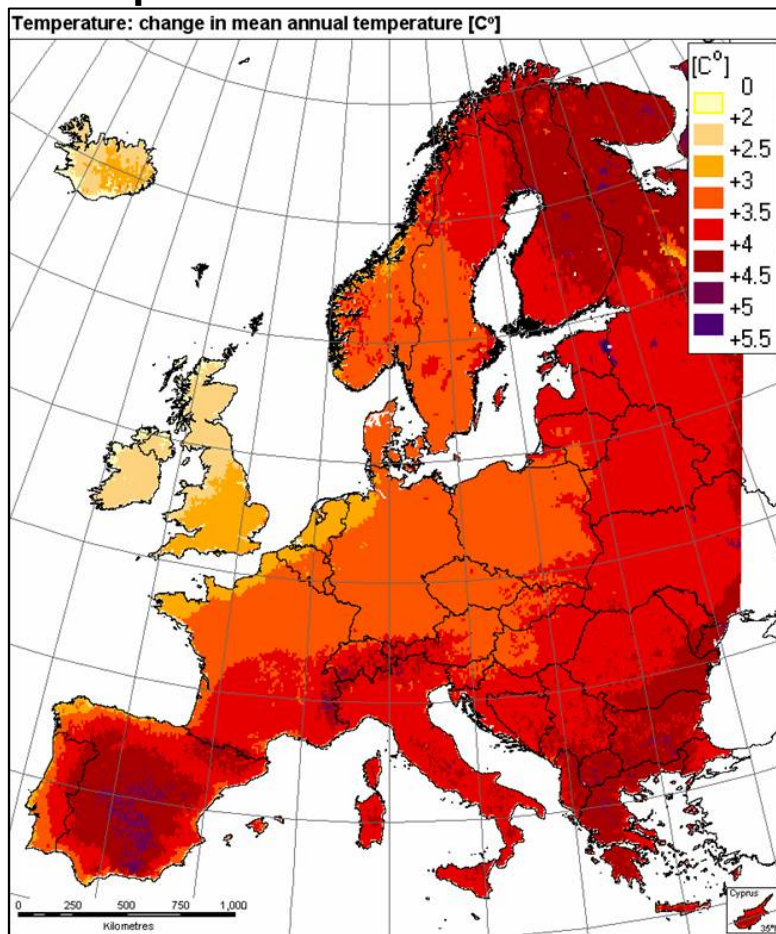 Temperature: change in mean annual temperature [Cº]
[C°]
0
+2
+2.5
+3
+3.5
+4
+4.5
+5
+5.5
0 250 500 750 1,000
Kilometres
Cyprus
35°